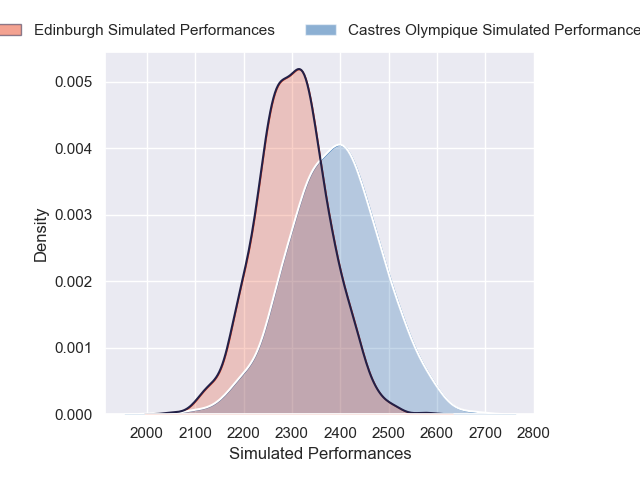 Edinburgh Simulated Performances
Castres Olympique Simulated Performance
0.005
0.004
0.003
0.002
0.001
0.000
Density
2000 2100 2200 2300 2400 2500 2600 2700 2800
Simulated Performances